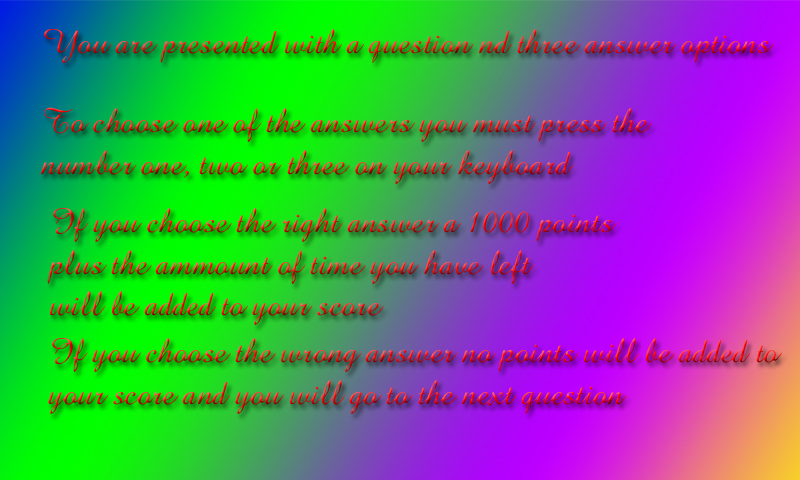 You are presented with a question nd three answer options
To choose one of the answers you must press the
number one, two or three on your keyboard
If you choose the right answer a 1000 points
plus the ammount of time you have left
will be added to your score
If you choose the wrong answer no points will be added to
your score and you will go to the next question